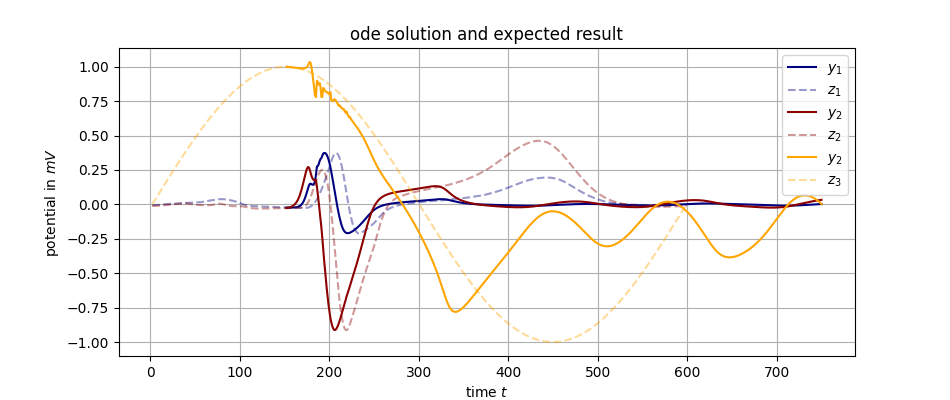 ode solution and expected result
potential in mV
1.00
0.75
0.50
0.25
0.00
−0.25
−0.50
−0.75
−1.00
0 100 200 300 400 500 600 700
time t
y₁
z₁
y₂
z₂
y₂
z₃